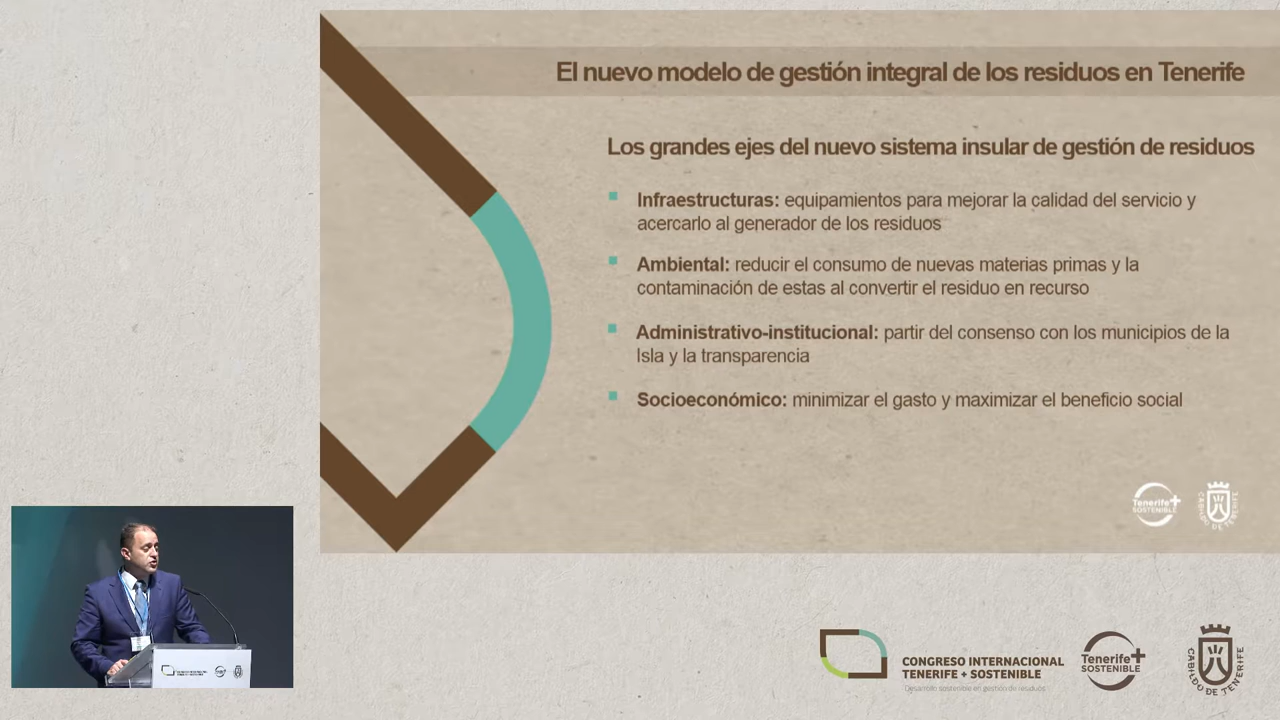 El nuevo modelo de gestión integral de los residuos en Tenerife
Los grandes ejes del nuevo sistema insular de gestión de residuos
Infraestructuras: equipamientos para mejorar la calidad del servicio y
acercarlo al generador de los residuos
Ambiental: reducir el consumo de nuevas materias primas y la
contaminación de estas al convertir el residuo en recurso
Administrativo-institucional: partir del consenso con los municipios de la
Isla y la transparencia
Socioeconómico: minimizar el gasto y maximizar el beneficio social
Tenerife+
SOSTENIBLE
CABILDO DE TENERIFE
CONGRESO INTERNACIONAL
TENERIFE + SOSTENIBLE
Desarrollo sostenible en gestión de residuos
Tenerife+
SOSTENIBLE
CABILDO DE TENERIFE